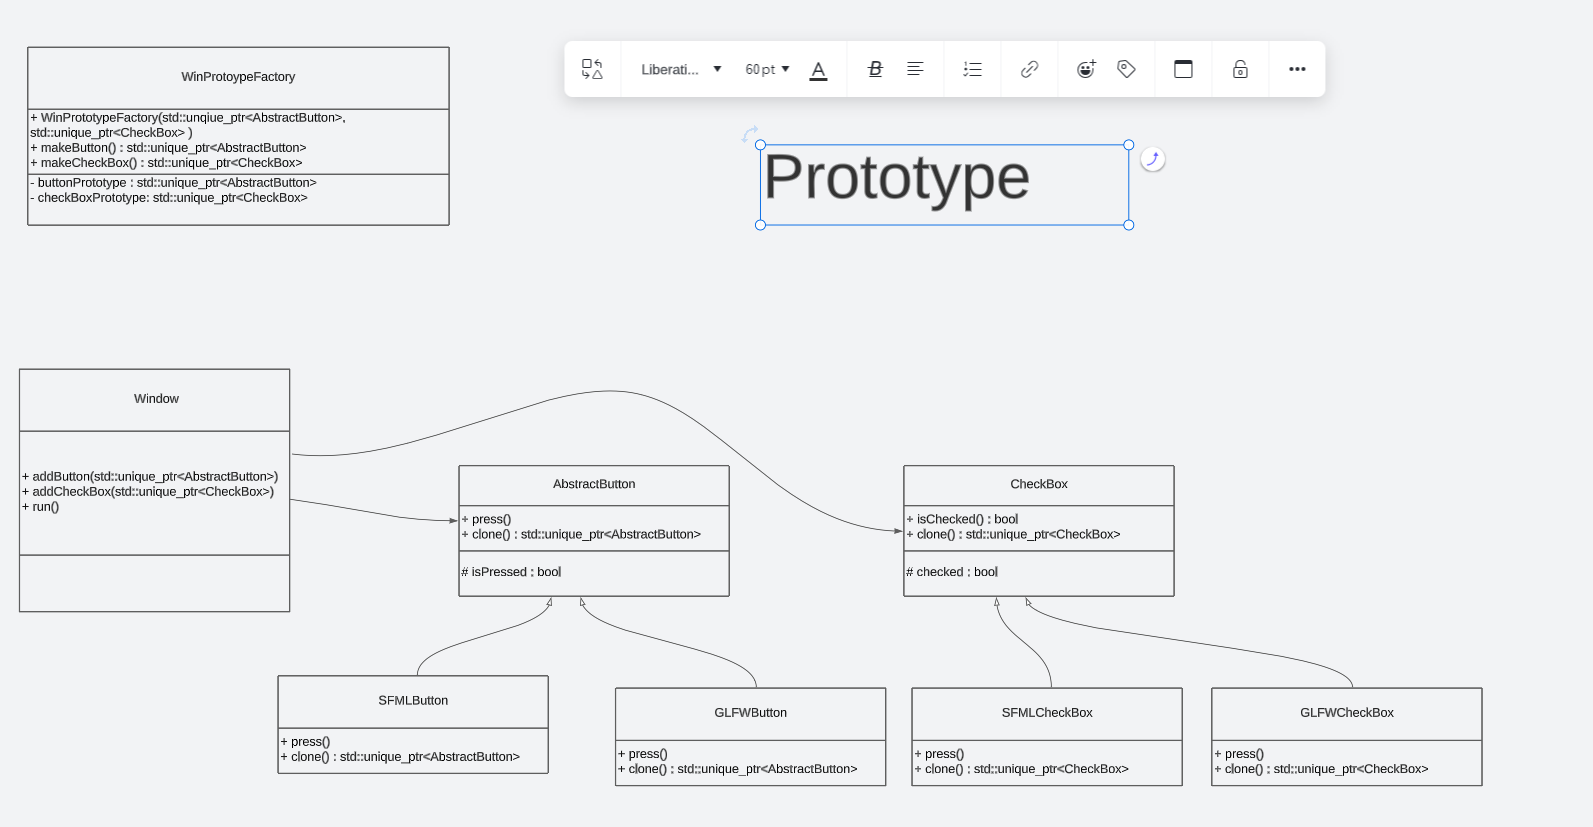 WinProtoypeFactory
+ WinPrototypeFactory(std::unqiue_ptr<AbstractButton>,
std::unique_ptr<CheckBox> )
+ makeButton() : std::unique_ptr<AbstractButton>
+ makeCheckBox() : std::unique_ptr<CheckBox>
- buttonPrototype : std::unique_ptr<AbstractButton>
- checkBoxPrototype: std::unique_ptr<CheckBox>
Liberati... 60 pt A B
Prototype
Window
+ addButton(std::unique_ptr<AbstractButton>)
+ addCheckBox(std::unique_ptr<CheckBox>)
+ run()
AbstractButton
+ press()
+ clone() : std::unique_ptr<AbstractButton>
# isPressed : bool
CheckBox
+ isChecked() : bool
+ clone() : std::unique_ptr<CheckBox>
# checked : bool
SFMLButton
+ press()
+ clone() : std::unique_ptr<AbstractButton>
GLFWButton
+ press()
+ clone() : std::unique_ptr<AbstractButton>
SFMLCheckBox
+ press()
+ clone() : std::unique_ptr<CheckBox>
GLFWCheckBox
+ press()
+ clone() : std::unique_ptr<CheckBox>